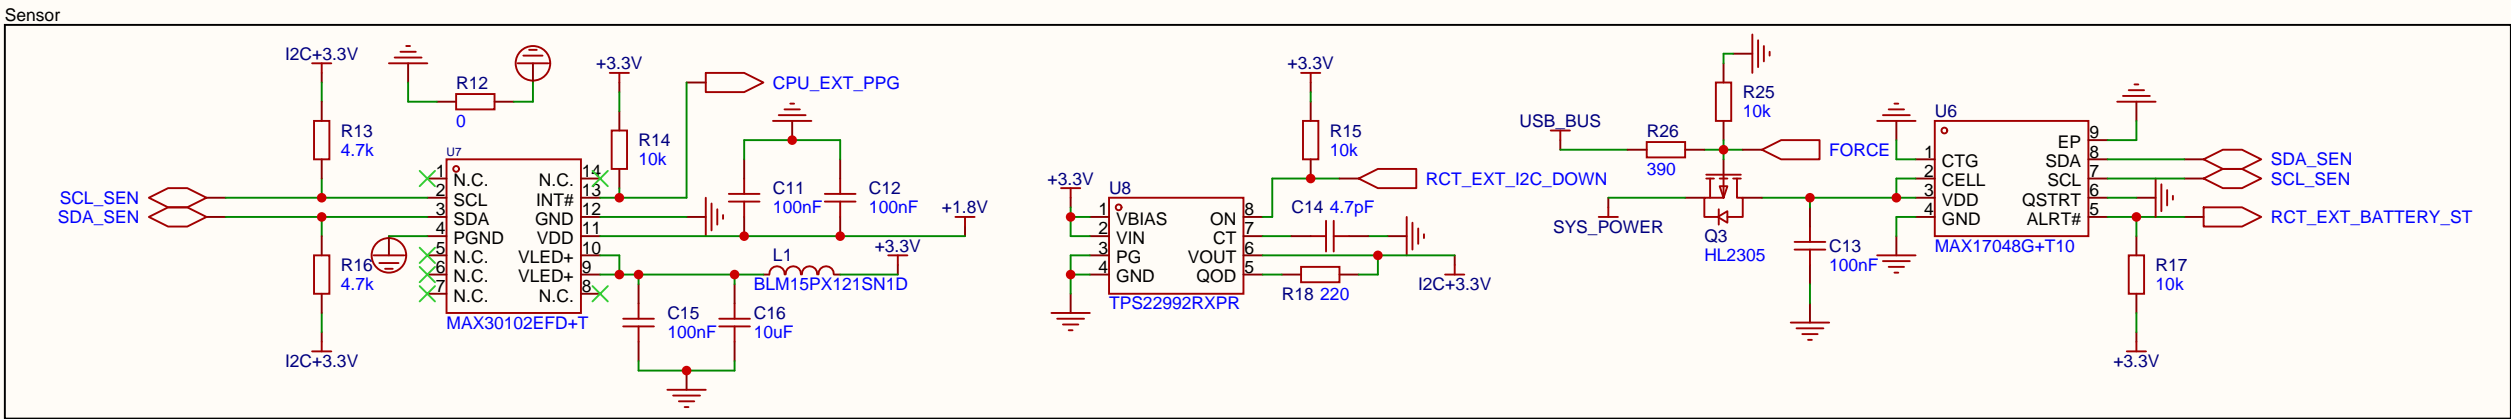 Sensor
I2C+3.3V
R13
4.7k
R12
0
SCL_SEN
SDA_SEN
R16
4.7k
I2C+3.3V
U7
1 N.C.
2 SCL
3 SDA
4 PGND
5 N.C.
6 N.C.
7 N.C.
N.C. 14
INT# 13
GND 12
VDD 11
VLED+ 10
VLED+ 9
N.C. 8
MAX30102EFD+T
+3.3V
R14
10k
CPU_EXT_PPG
C11
100nF
C12
100nF
+1.8V
+3.3V
L1
BLM15PX121SN1D
C15
100nF
C16
10uF
+3.3V
R15
10k
RCT_EXT_I2C_DOWN
+3.3V
U8
1 VBIAS
2 VIN
3 PG
4 GND
ON 8
CT 7
VOUT 6
QOD 5
TPS22992RXPR
C14 4.7pF
R18 220
I2C+3.3V
R25
10k
USB_BUS
R26
390
FORCE
SYS_POWER
Q3
HL2305
C13
100nF
U6
1 CTG
2 CELL
3 VDD
4 GND
EP 9
SDA 8
SCL 7
QSTRT 6
ALRT# 5
MAX17048G+T10
SDA_SEN
SCL_SEN
RCT_EXT_BATTERY_ST
R17
10k
+3.3V